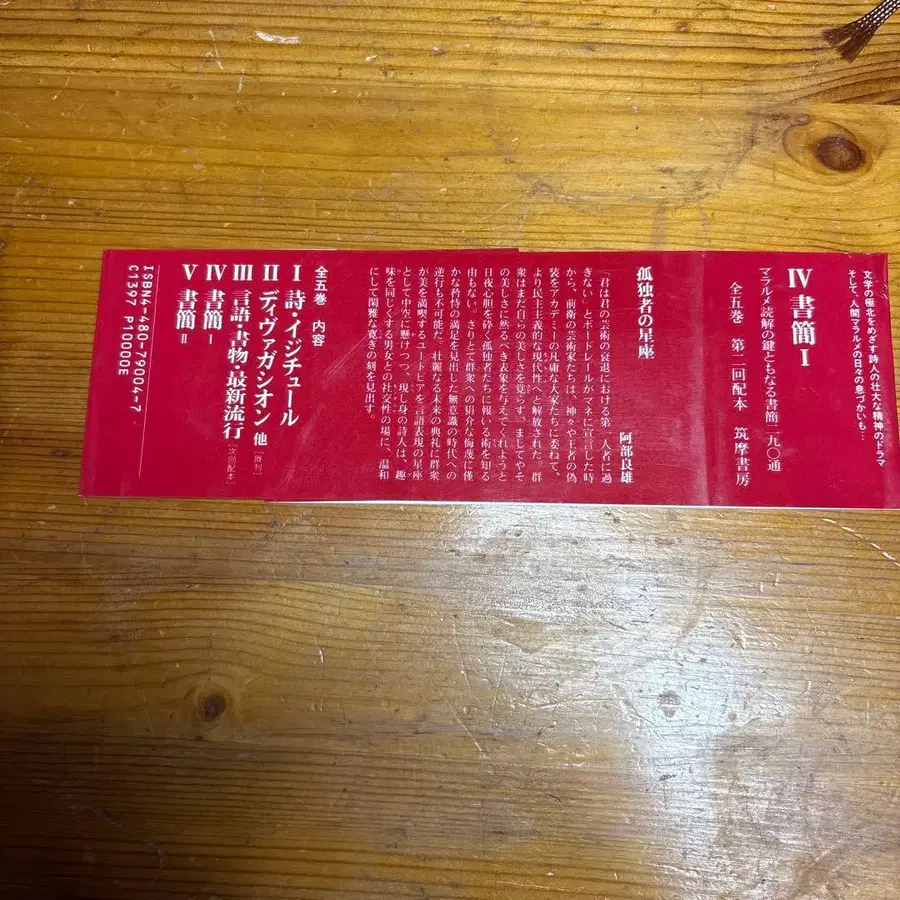 文学の極北をめざす詩人の壮大な精神のドラマ
そして、人間マラルメの日々の息づかいも…
Ⅳ 書簡Ⅰ
マラルメ読解の鍵ともなる書簡二九〇通
全五巻 第二回配本 筑摩書房
孤独者の星座
阿部良雄
「君は君の芸術の衰退における第一人者に過
ぎない」とボードレールがマネに宣告した時
から、前衛の芸術家たちは、神々や王者の偽
装をアカデミーの凡庸な大家たちに委ねて、
より民主主義的な〈現代性〉へと解放された〈群
衆はまだ自らの美しさを覚らず、ましてやそ
の美しさに然るべき表象を与えてくれようと
日夜心胆を砕く孤独者たちに報いる術を知る
由もない。さりとて群衆への狷介な侮蔑に僅
かな矜恃の満足を見出した無意識の時代への
逆行も不可能だ。壮麗なる未来の典礼に群衆
が美を満喫するユートピアを言語表現の星座
として中空に懸けつつ、現し身の詩人は、趣
味を同じくする男女との社交性の場に、温和
にして閑雅な寛ぎの刻を見出す。
全五巻 内容
Ⅰ 詩・イジチュール
Ⅱ ディヴァガシオン 他 [既刊]
Ⅲ 言語・書物・最新流行 [次回配本]
Ⅳ 書簡Ⅰ
Ⅴ 書簡Ⅱ
ISBN4-480-79004-7
C1397 P10000E